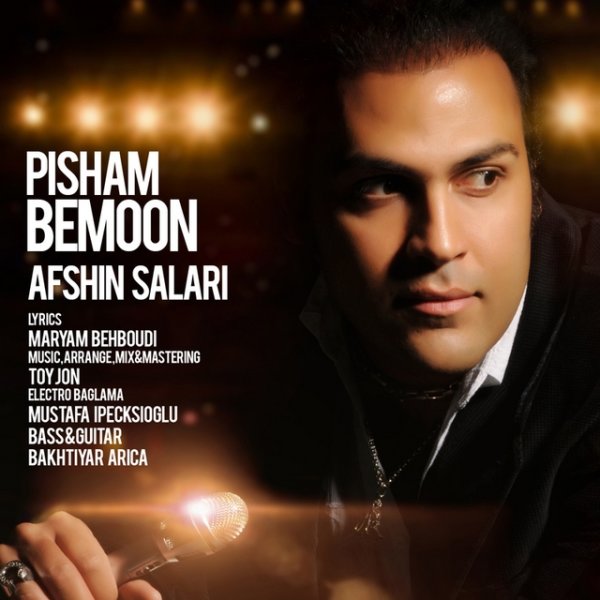 PISHAM
BEMOON
AFSHIN SALARI
LYRICS
MARYAM BEHBOUDI
MUSIC,ARRANGE,MIX&MASTERING
TOY JON
ELECTRO BAGLAMA
MUSTAFA IPECKSIOGLU
BASS&GUITAR
BAKHTIYAR ARICA